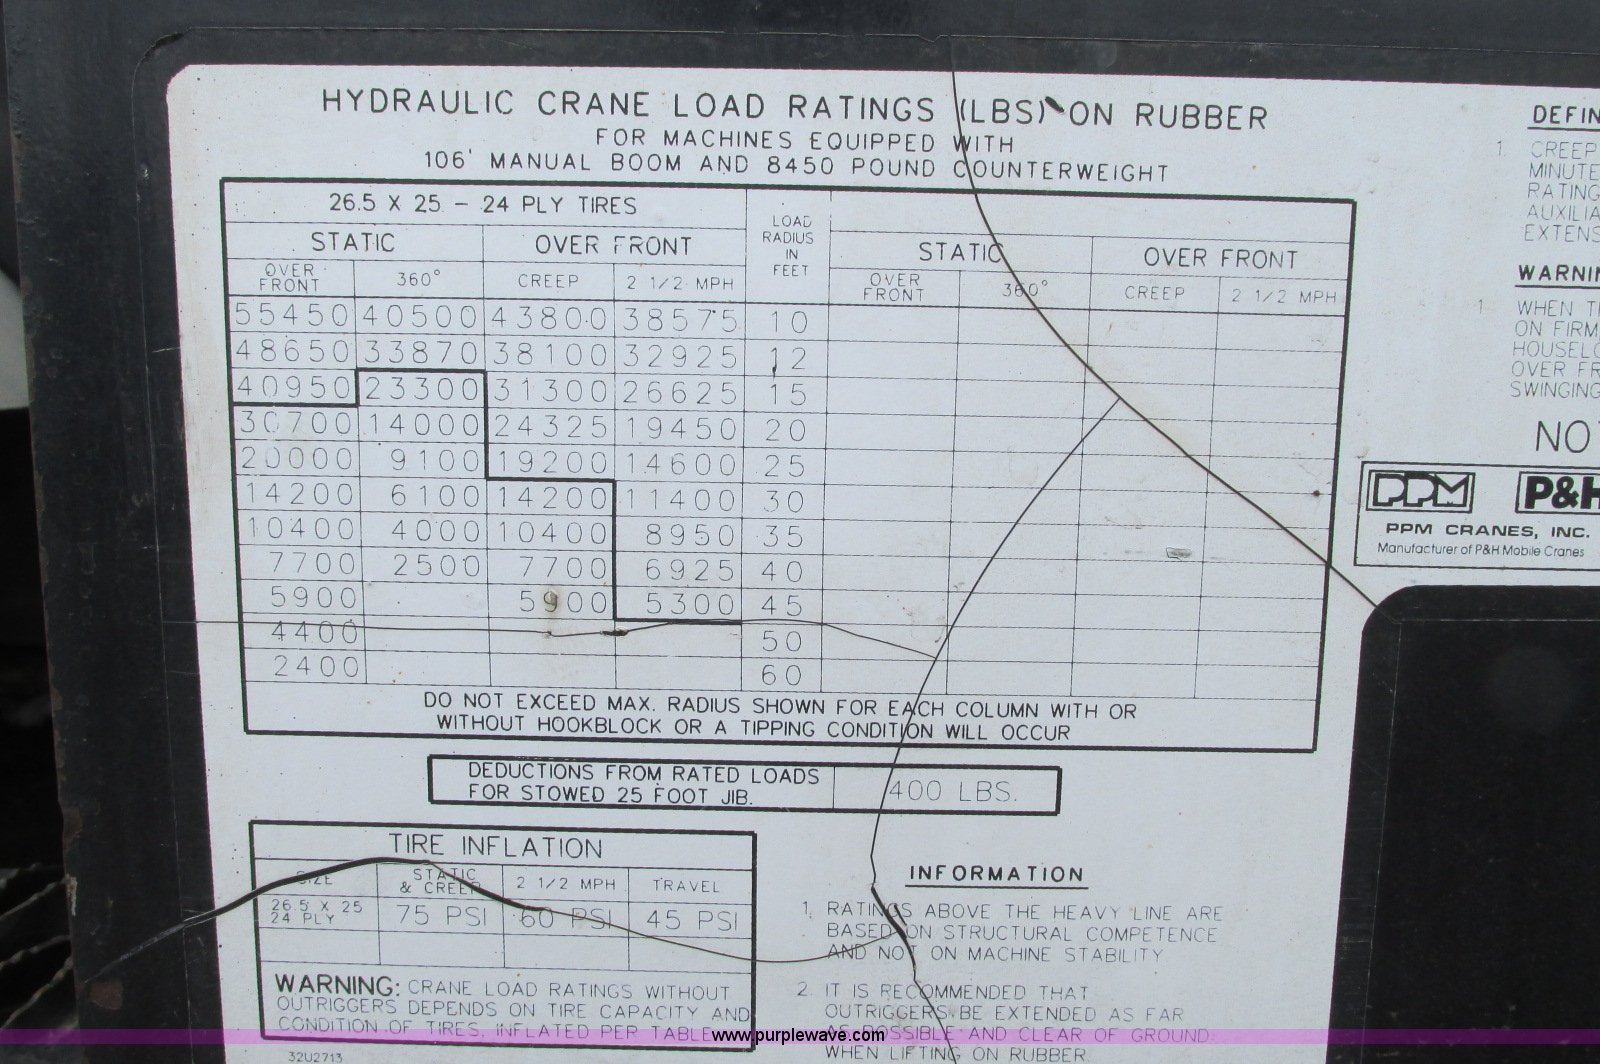 HYDRAULIC CRANE LOAD RATINGS (LBS) ON RUBBER
FOR MACHINES EQUIPPED WITH
106' MANUAL BOOM AND 8450 POUND COUNTERWEIGHT
26.5 X 25 - 24 PLY TIRES
LOAD RADIUS IN FEET
STATIC OVER FRONT STATIC OVER FRONT
OVER FRONT 360° CREEP 2 1/2 MPH OVER FRONT 360° CREEP 2 1/2 MPH
55450 40500 43800 38575 10
48650 33870 38100 32925 12
40950 23300 31300 26625 15
30700 14000 24325 19450 20
20000 9100 19200 14600 25
14200 6100 14200 11400 30
10400 4000 10400 8950 35
7700 2500 7700 6925 40
5900 5900 5300 45
4400 50
2400 60
DO NOT EXCEED MAX. RADIUS SHOWN FOR EACH COLUMN WITH OR
WITHOUT HOOKBLOCK OR A TIPPING CONDITION WILL OCCUR
DEDUCTIONS FROM RATED LOADS
FOR STOWED 25 FOOT JIB. 400 LBS.
TIRE INFLATION
SIZE STATIC & CREEP 2 1/2 MPH TRAVEL
26.5 X 25 24 PLY 75 PSI 60 PSI 45 PSI
WARNING: CRANE LOAD RATINGS WITHOUT
OUTRIGGERS DEPENDS ON TIRE CAPACITY AND
CONDITION OF TIRES. INFLATED PER TABLE
32U2713
INFORMATION
1. RATINGS ABOVE THE HEAVY LINE ARE
BASED ON STRUCTURAL COMPETENCE
AND NOT ON MACHINE STABILITY
2. IT IS RECOMMENDED THAT
OUTRIGGERS BE EXTENDED AS FAR
AS POSSIBLE AND CLEAR OF GROUND
WHEN LIFTING ON RUBBER.
DEFIN
1. CREEP
MINUTE
RATING
AUXILIA
EXTENS
WARNIN
1. WHEN T
ON FIRM
HOUSELO
OVER FR
SWINGING
NOT
PPM P&H
PPM CRANES, INC.
Manufacturer of P&H Mobile Cranes
www.purplewave.com